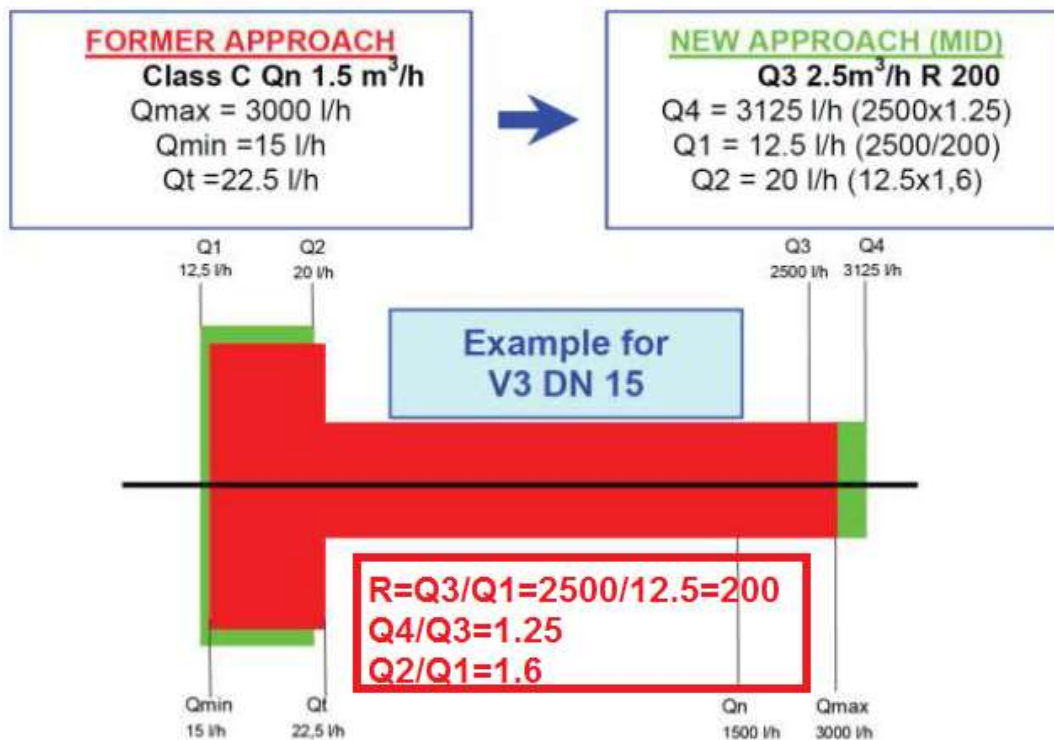 FORMER APPROACH
Class C Qn 1.5 m³/h
Qmax = 3000 l/h
Qmin =15 l/h
Qt =22.5 l/h
NEW APPROACH (MID)
Q3 2.5m³/h R 200
Q4 = 3125 l/h (2500x1.25)
Q1 = 12.5 l/h (2500/200)
Q2 = 20 l/h (12.5x1,6)
Q1
12,5 l/h
Q2
20 l/h
Q3
2500 l/h
Q4
3125 l/h
Example for
V3 DN 15
R=Q3/Q1=2500/12.5=200
Q4/Q3=1.25
Q2/Q1=1.6
Qmin
15 l/h
Qt
22,5 l/h
Qn
1500 l/h
Qmax
3000 l/h